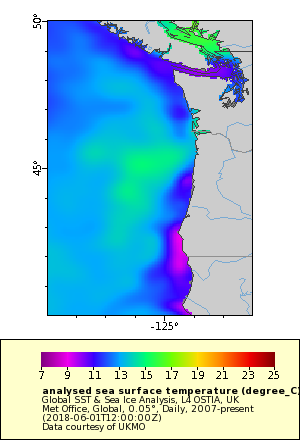 50°
45°
-125°
7 9 11 13 15 17 19 21 23 25
analysed sea surface temperature (degree_C)
Global SST & Sea Ice Analysis, L4 OSTIA, UK
Met Office, Global, 0.05°, Daily, 2007-present
(2018-06-01T12:00:00Z)
Data courtesy of UKMO